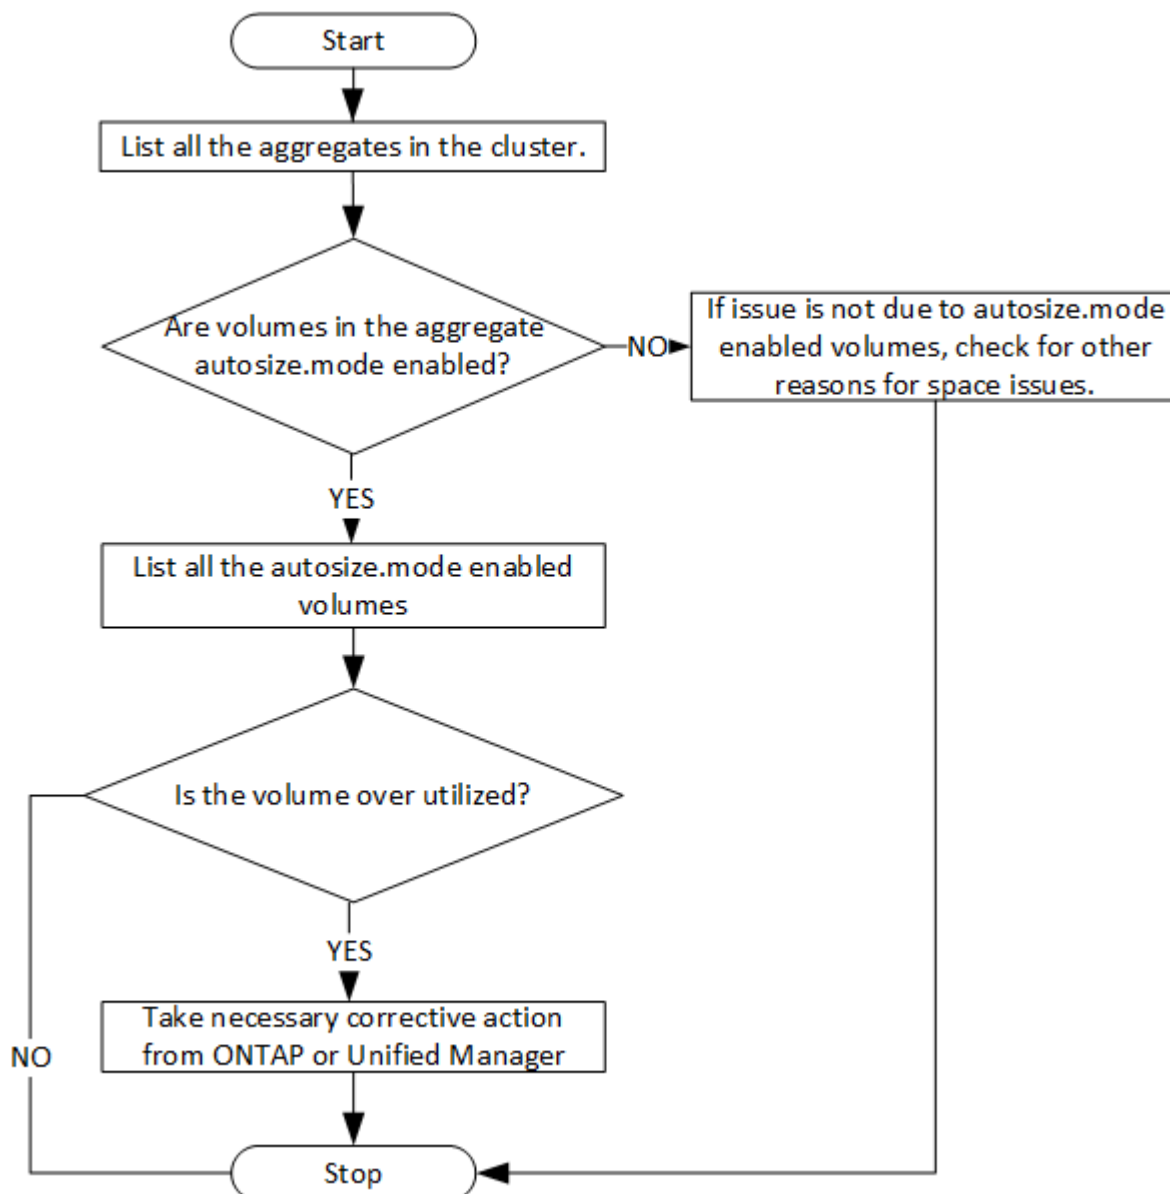 Start
List all the aggregates in the cluster.
Are volumes in the aggregate
autosize.mode enabled?
NO
If issue is not due to autosize.mode
enabled volumes, check for other
reasons for space issues.
YES
List all the autosize.mode enabled
volumes
Is the volume over utilized?
YES
Take necessary corrective action
from ONTAP or Unified Manager
NO
Stop